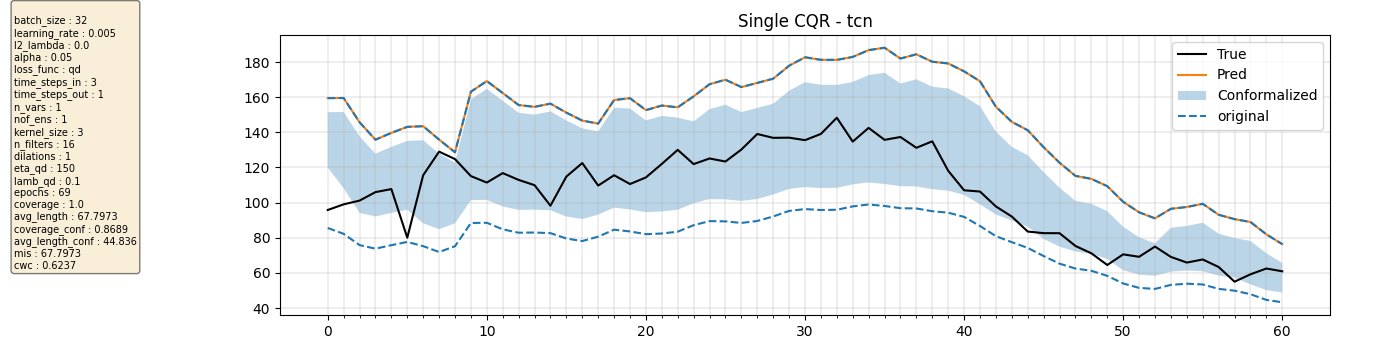 batch_size : 32
learning_rate : 0.005
l2_lambda : 0.0
alpha : 0.05
loss_func : qd
time_steps_in : 3
time_steps_out : 1
n_vars : 1
nof_ens : 1
kernel_size : 3
n_filters : 16
dilations : 1
eta_qd : 150
lamb_qd : 0.1
epochs : 69
coverage : 1.0
avg_length : 67.7973
coverage_conf : 0.8689
avg_length_conf : 44.836
mis : 67.7973
cwc : 0.6237
Single CQR - tcn
True
Pred
Conformalized
original
180
160
140
120
100
80
60
40
0 10 20 30 40 50 60